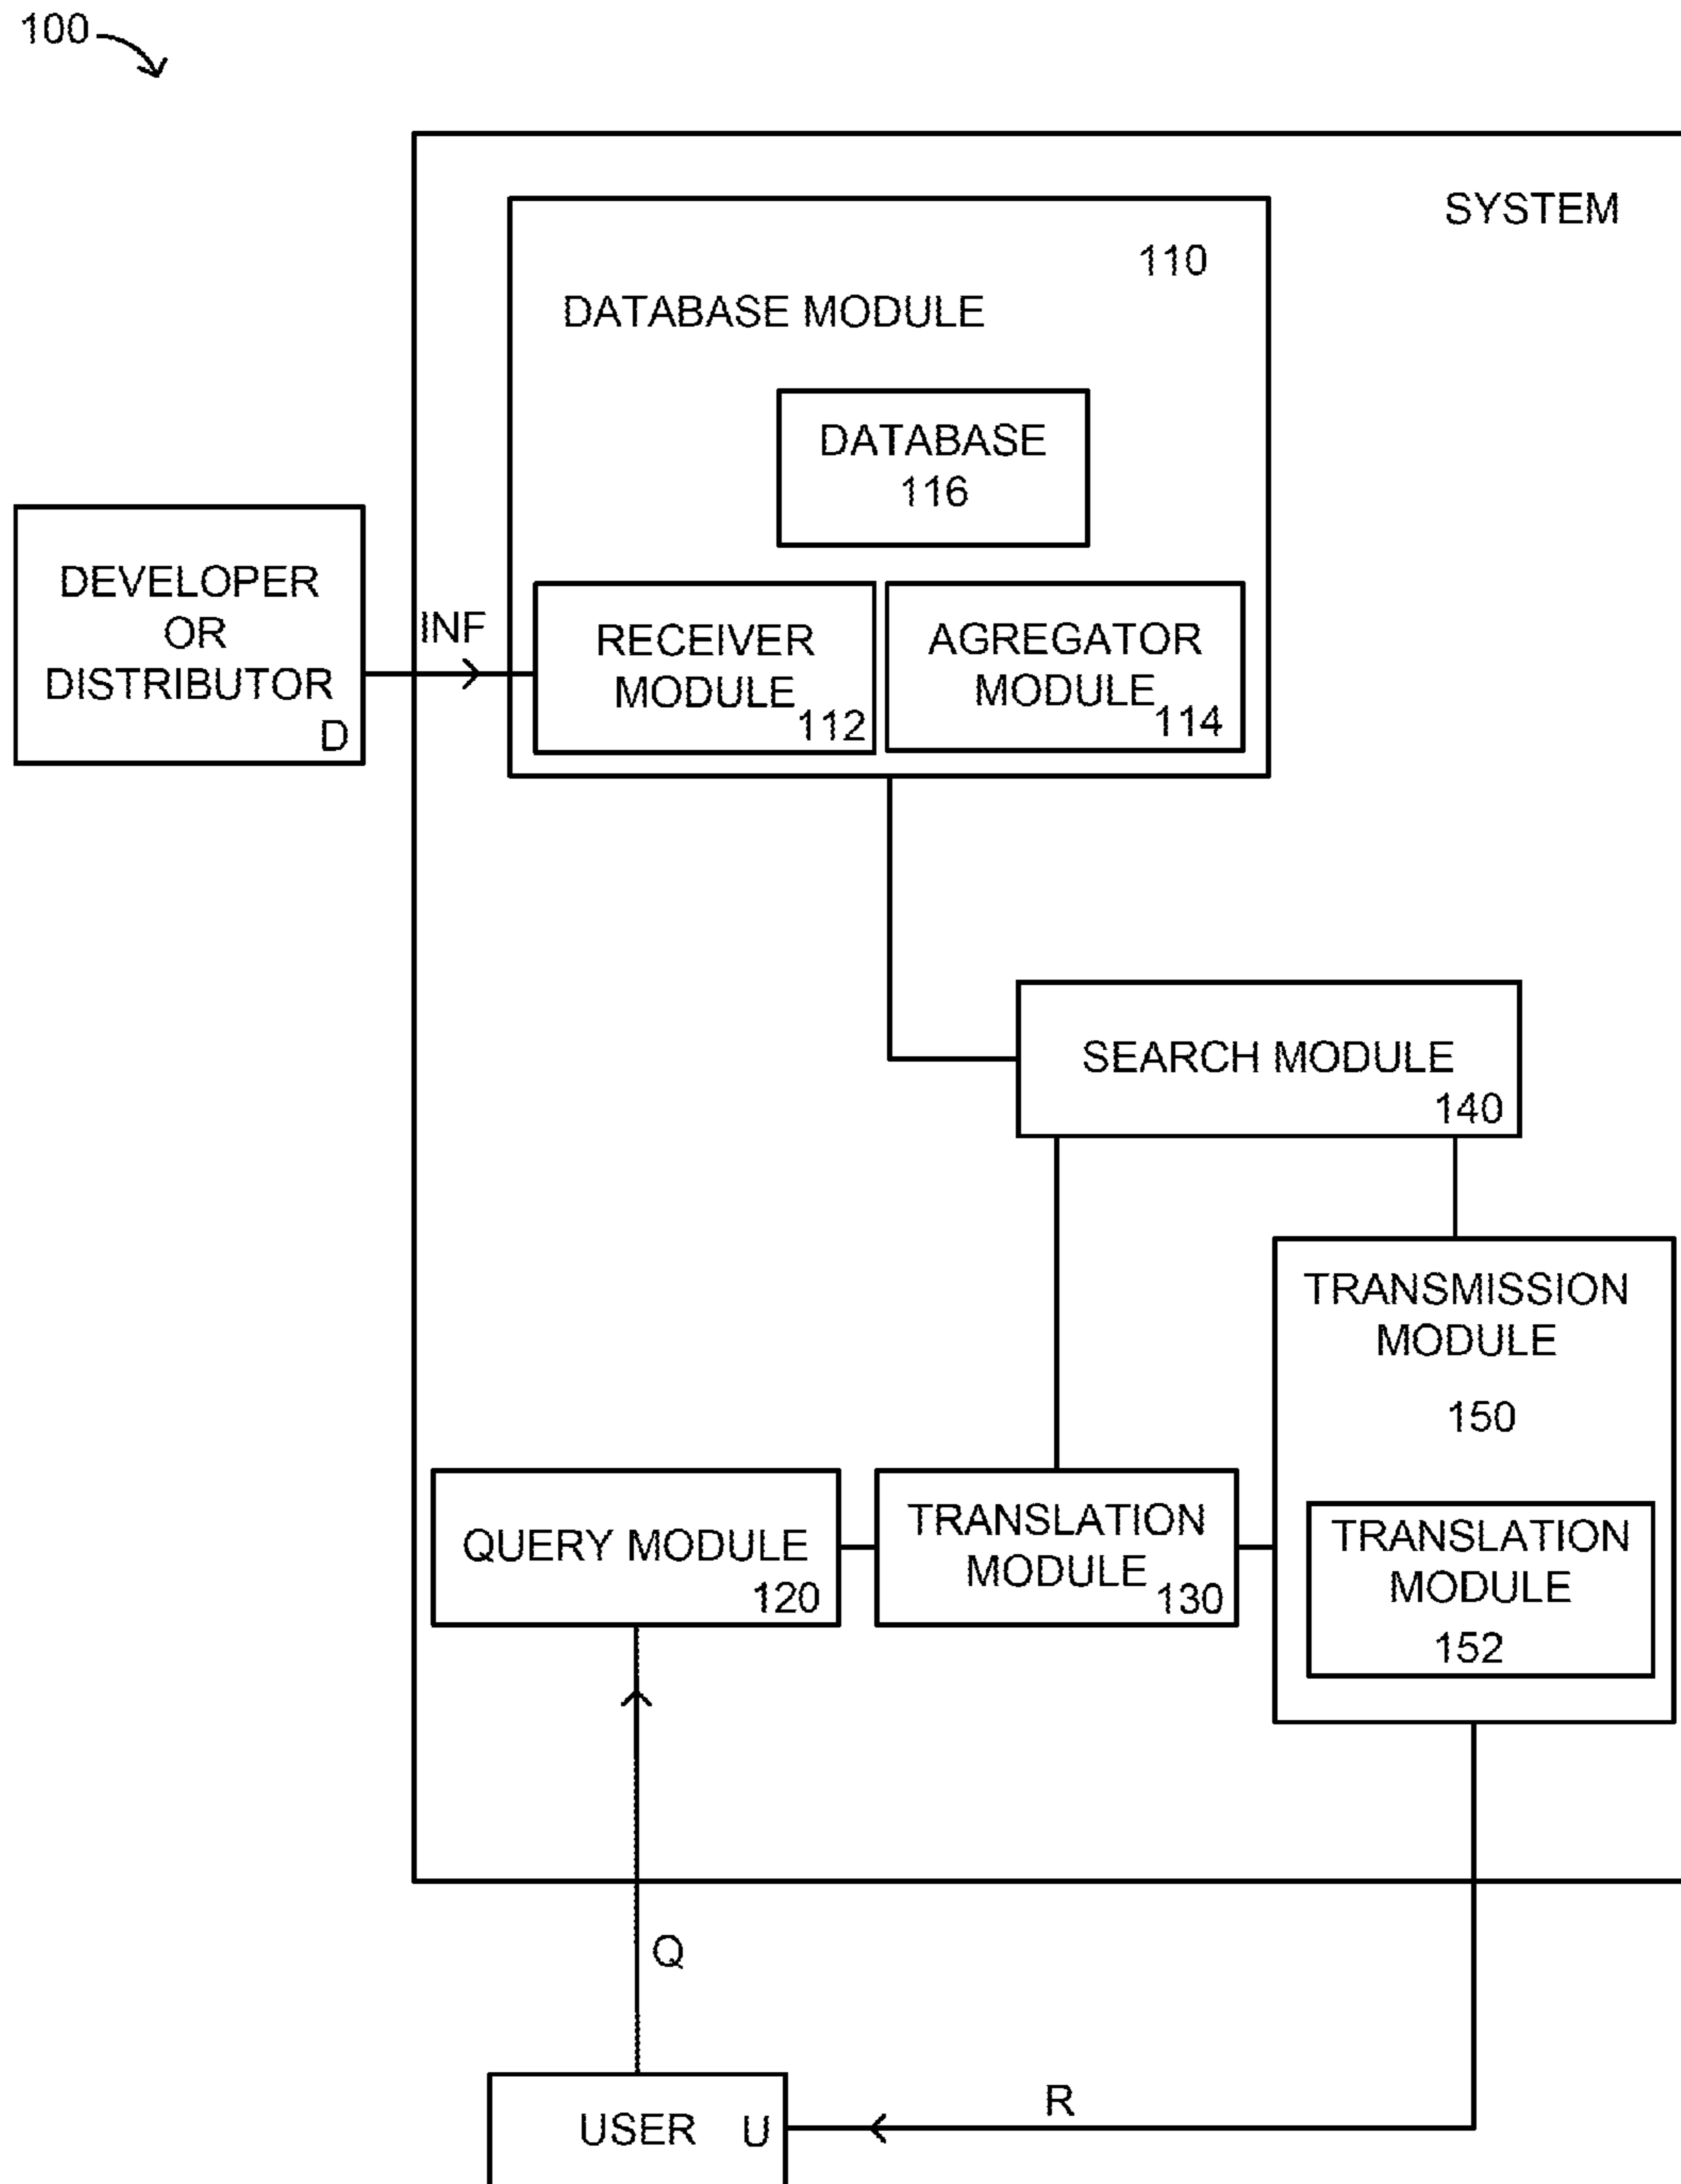 100
SYSTEM
110
DATABASE MODULE
DATABASE
116
DEVELOPER
OR
DISTRIBUTOR
D
INF
RECEIVER
MODULE
112
AGREGATOR
MODULE
114
SEARCH MODULE
140
TRANSMISSION
MODULE
150
QUERY MODULE
120
TRANSLATION
MODULE
130
TRANSLATION
MODULE
152
Q
R
USER U